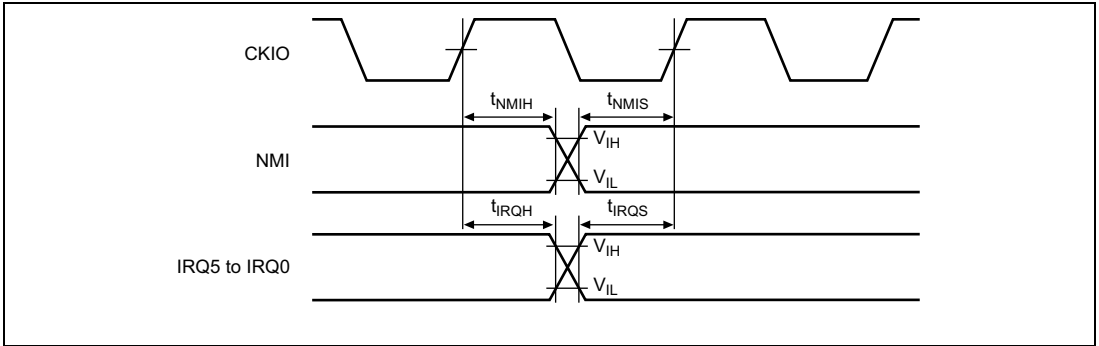 CKIO
tNMIH tNMIS
VIH
NMI
VIL
tIRQH tIRQS
VIH
IRQ5 to IRQ0
VIL